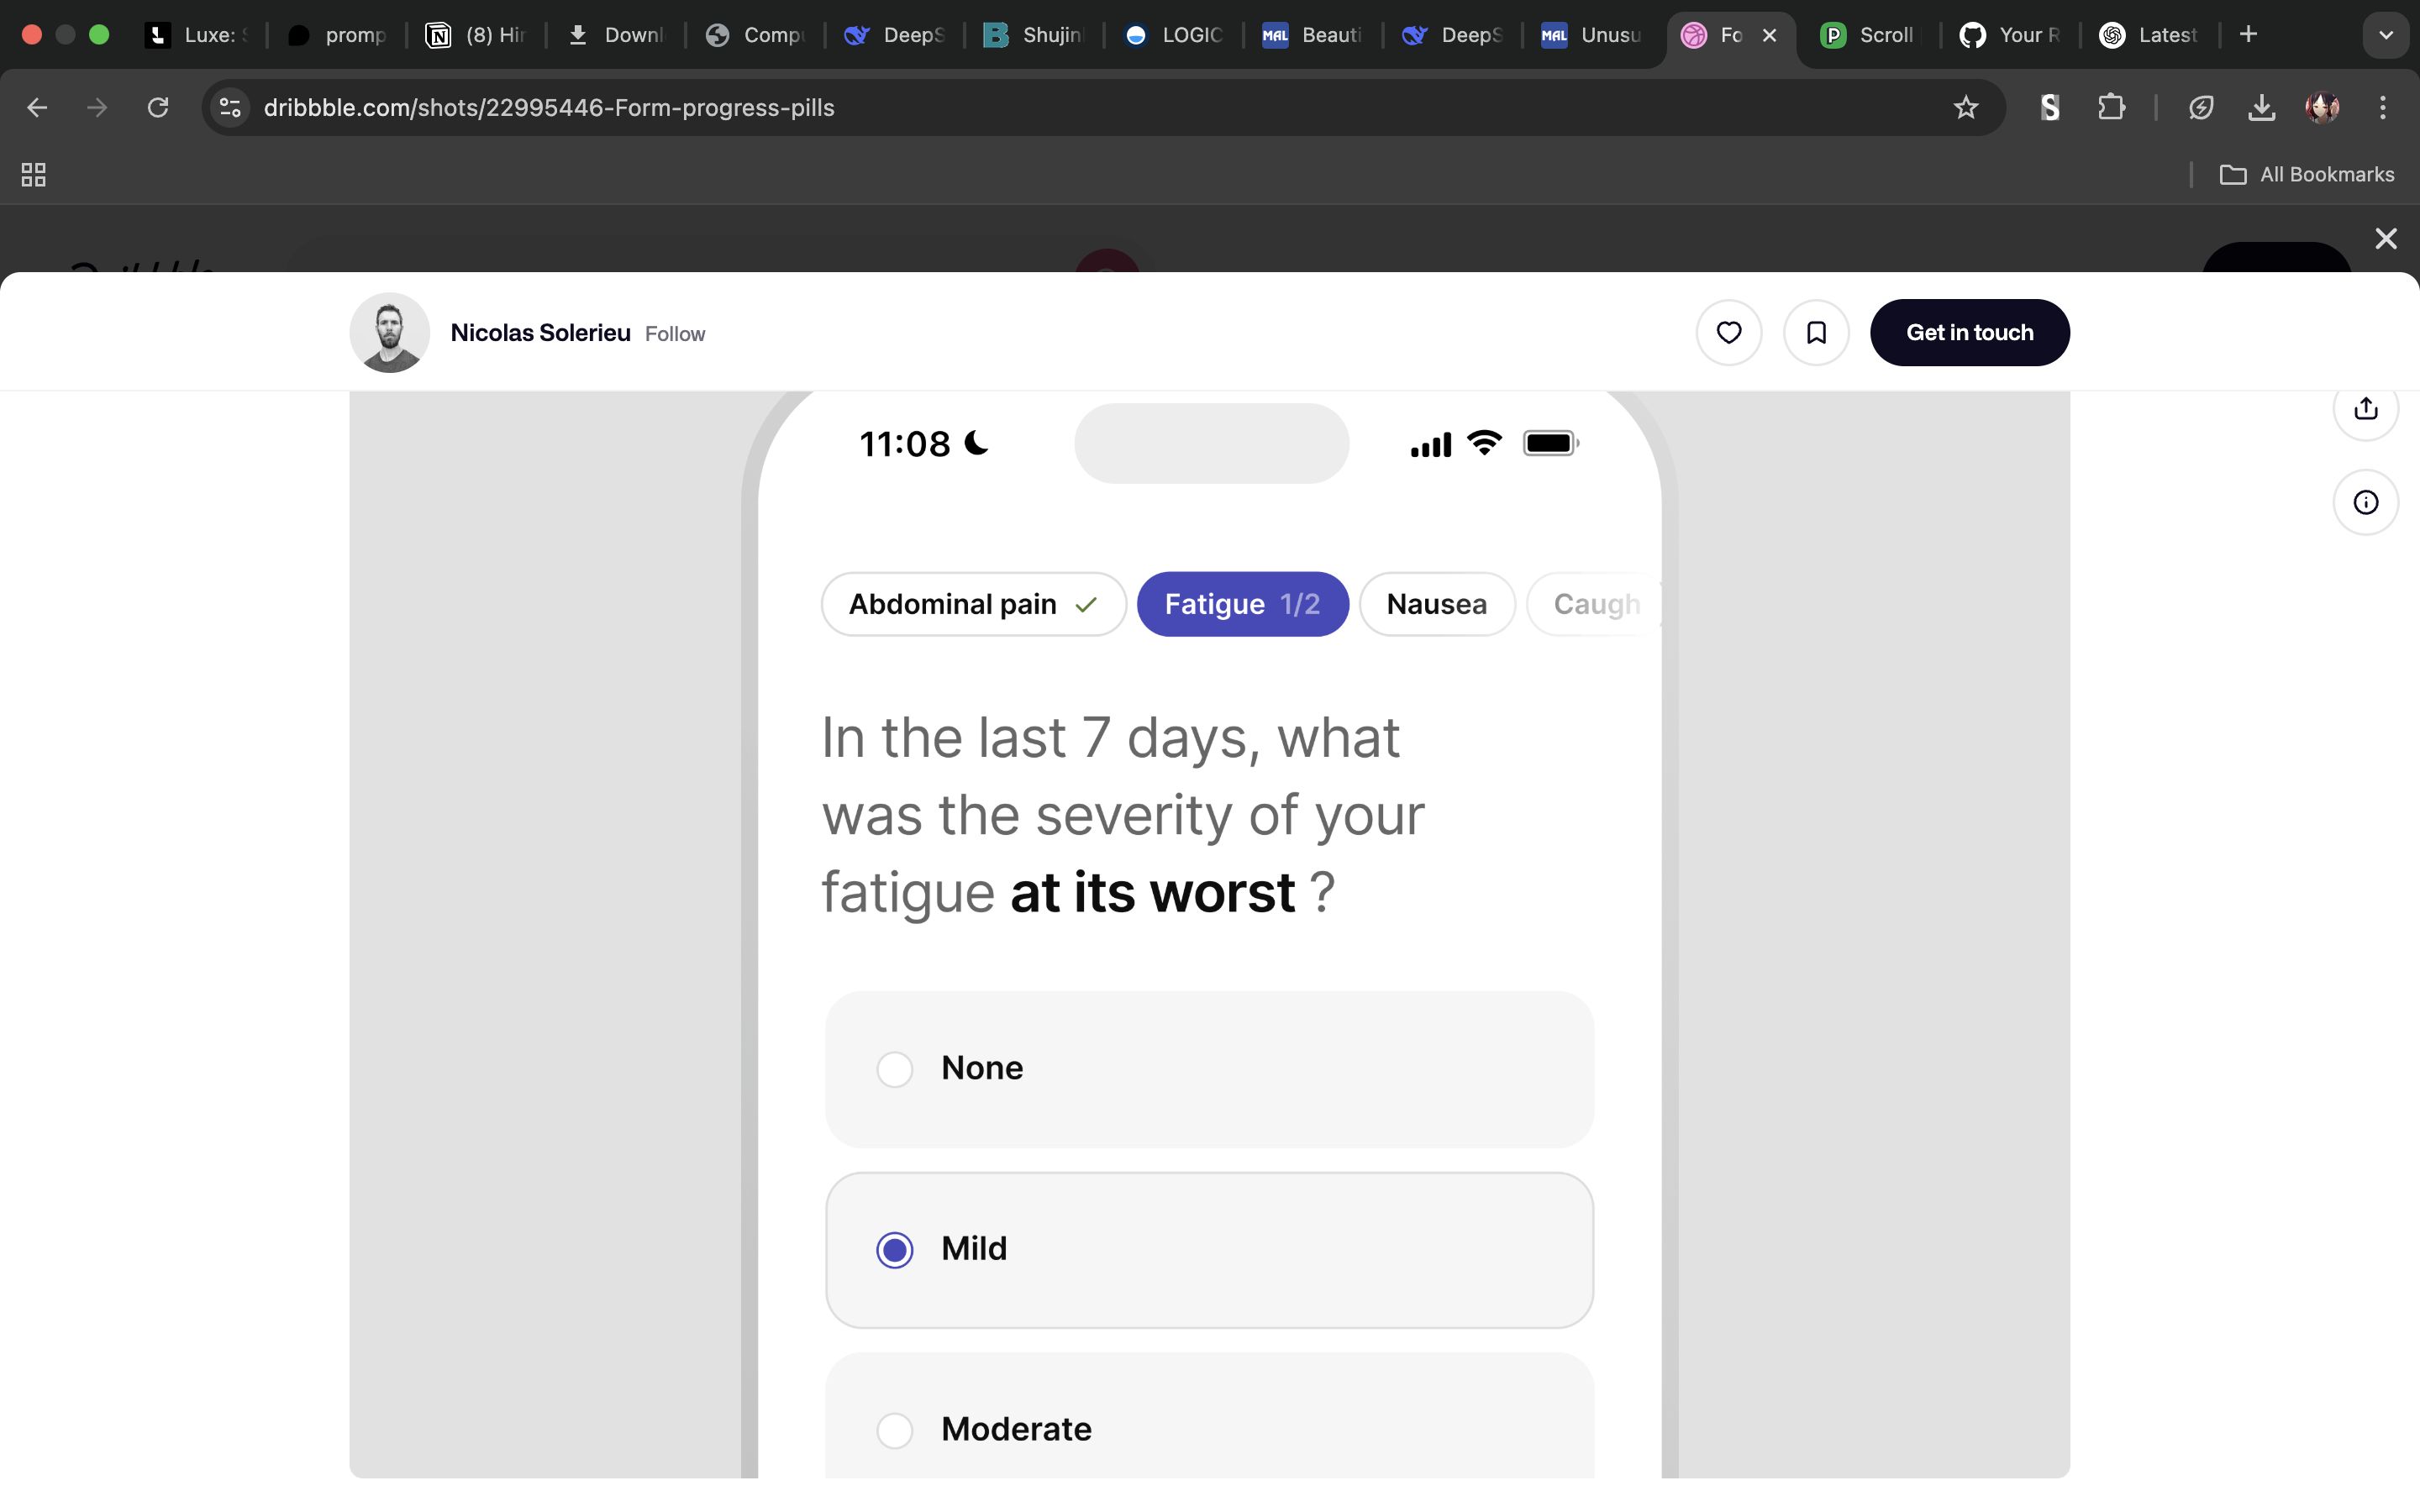 Luxe:
promp
(8) Hir
Downl
Compu
DeepS
Shujin
LOGIC
Beauti
DeepS
Unusu
Fo
Scroll
Your R
Latest
dribbble.com/shots/22995446-Form-progress-pills
All Bookmarks
Nicolas Solerieu Follow
Get in touch
11:08
Abdominal pain
Fatigue 1/2
Nausea
Caugh
In the last 7 days, what
was the severity of your
fatigue at its worst ?
None
Mild
Moderate